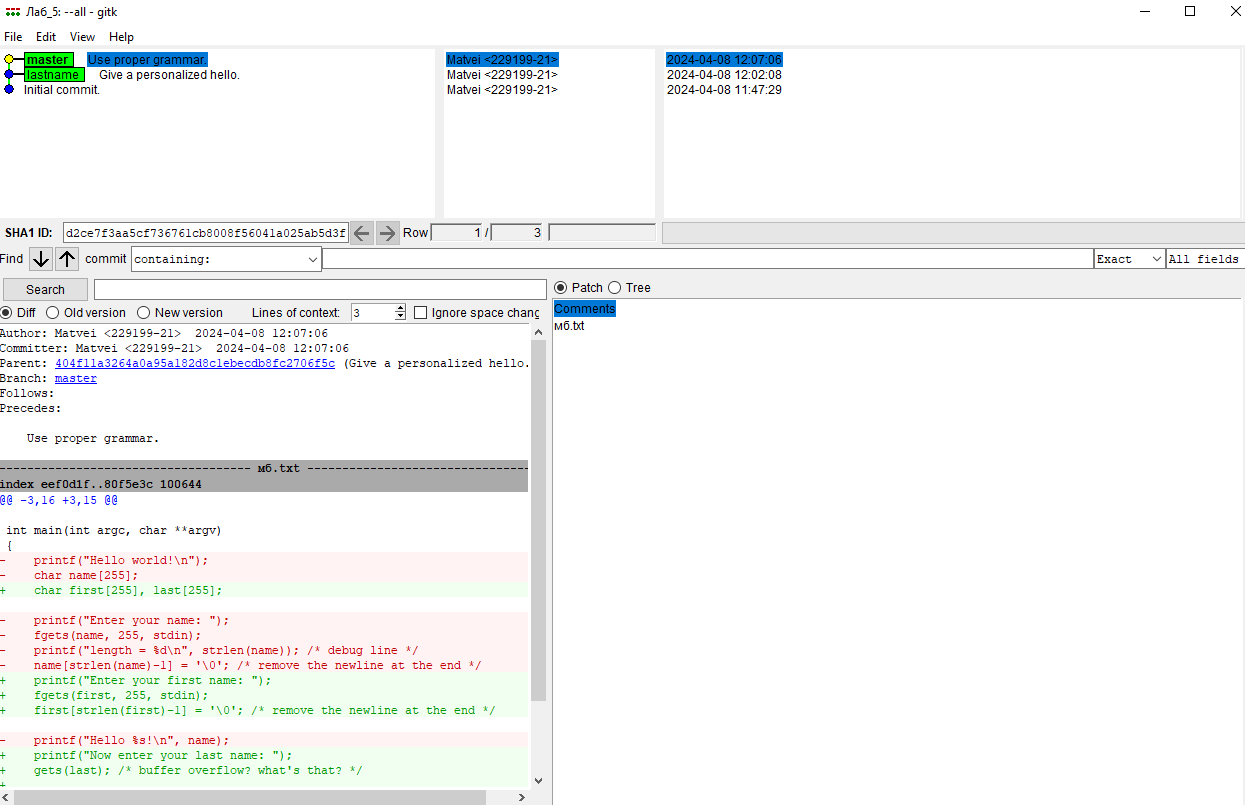 Лаб_5: --all - gitk
File Edit View Help
master Use proper grammar. Matvei <229199-21> 2024-04-08 12:07:06
lastname Give a personalized hello. Matvei <229199-21> 2024-04-08 12:02:08
Initial commit. Matvei <229199-21> 2024-04-08 11:47:29
SHA1 ID: d2ce7f3aa5cf736761cb8008f56041a025ab5d3f Row 1 / 3
Find commit containing: Exact All fields
Search
Patch Tree
Diff Old version New version Lines of context: 3 Ignore space chang
Comments
мб.txt
Author: Matvei <229199-21>  2024-04-08 12:07:06
Committer: Matvei <229199-21>  2024-04-08 12:07:06
Parent: 404f11a3264a0a95a182d8c1ebecdb8fc2706f5c (Give a personalized hello.
Branch: master
Follows:
Precedes:
    Use proper grammar.
------------------------------------ мб.txt ---------------------------------
index eef0d1f..80f5e3c 100644
@@ -3,16 +3,15 @@
 int main(int argc, char **argv)
 {
-    printf("Hello world!\n");
-    char name[255];
+    char first[255], last[255];
-    printf("Enter your name: ");
-    fgets(name, 255, stdin);
-    printf("length = %d\n", strlen(name)); /* debug line */
-    name[strlen(name)-1] = '\0'; /* remove the newline at the end */
+    printf("Enter your first name: ");
+    fgets(first, 255, stdin);
+    first[strlen(first)-1] = '\0'; /* remove the newline at the end */
-    printf("Hello %s!\n", name);
+    printf("Now enter your last name: ");
+    gets(last); /* buffer overflow? what's that? */
+